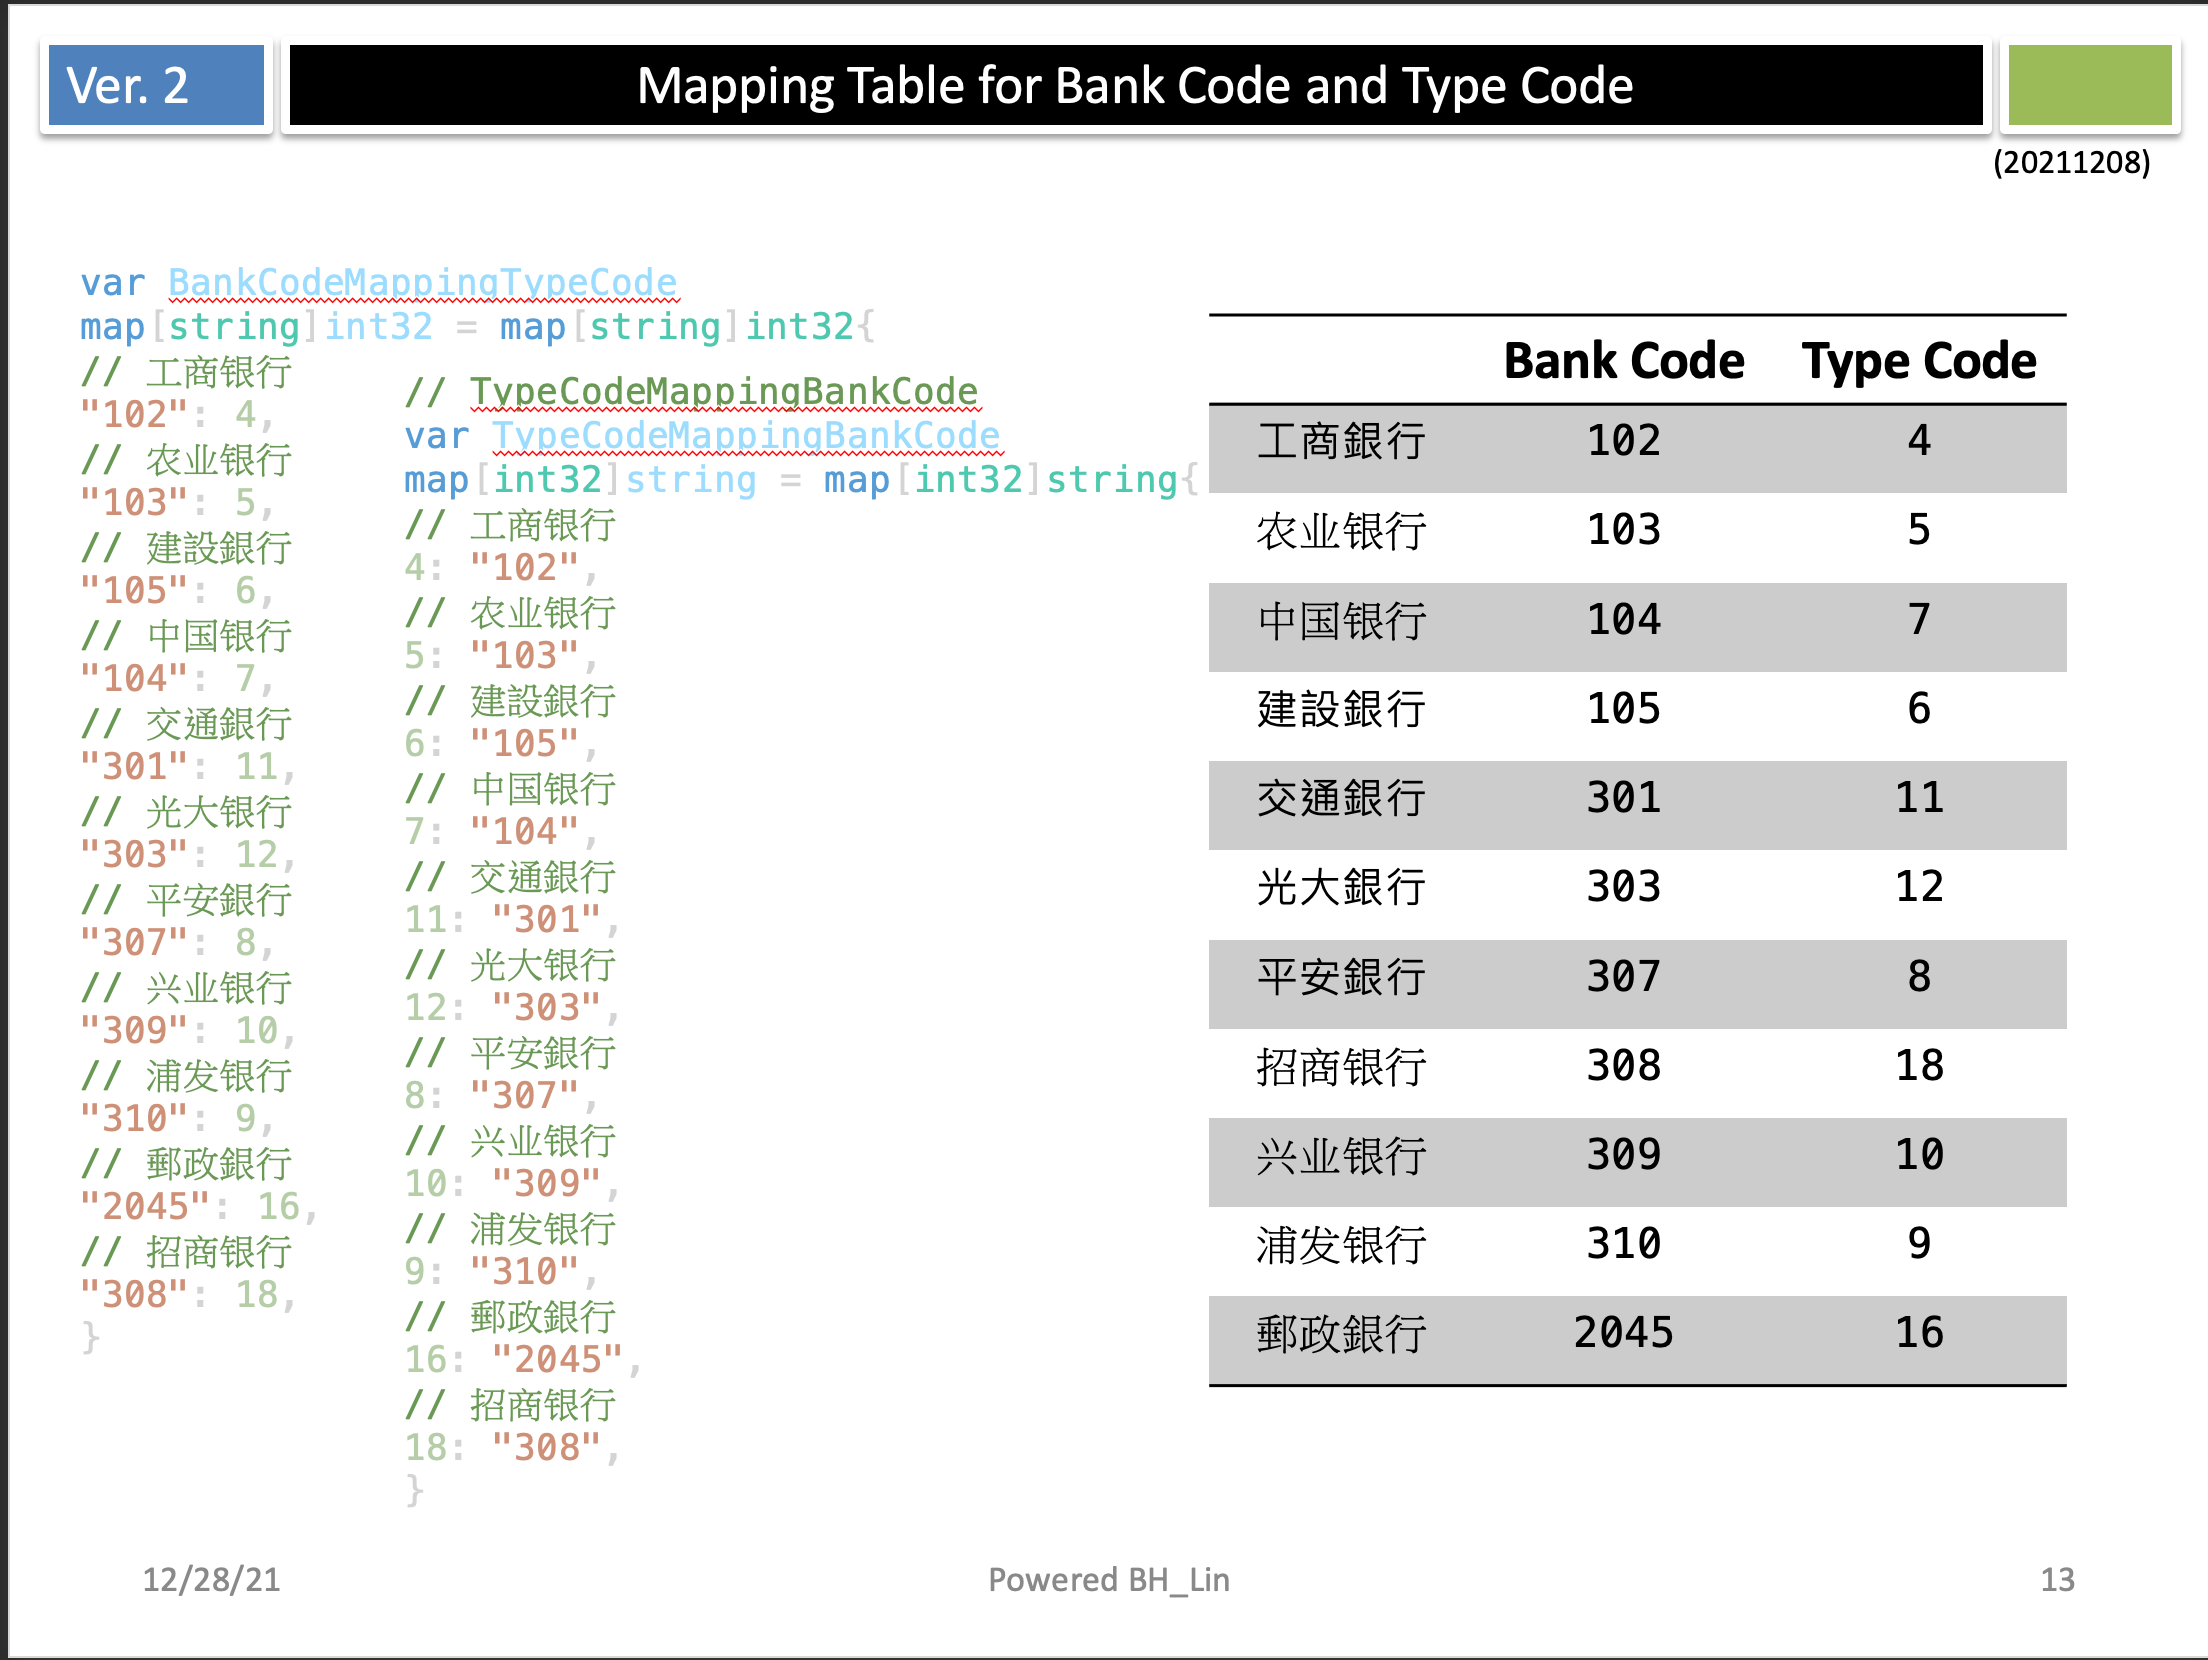 Ver. 2
Mapping Table for Bank Code and Type Code
(20211208)
var BankCodeMappingTypeCode
map[string]int32 = map[string]int32{
// 工商银行
"102": 4,
// 农业银行
"103": 5,
// 建設銀行
"105": 6,
// 中国银行
"104": 7,
// 交通銀行
"301": 11,
// 光大银行
"303": 12,
// 平安銀行
"307": 8,
// 兴业银行
"309": 10,
// 浦发银行
"310": 9,
// 郵政銀行
"2045": 16,
// 招商银行
"308": 18,
}
// TypeCodeMappingBankCode
var TypeCodeMappingBankCode
map[int32]string = map[int32]string{
// 工商银行
4: "102",
// 农业银行
5: "103",
// 建設銀行
6: "105",
// 中国银行
7: "104",
// 交通銀行
11: "301",
// 光大银行
12: "303",
// 平安銀行
8: "307",
// 兴业银行
10: "309",
// 浦发银行
9: "310",
// 郵政銀行
16: "2045",
// 招商银行
18: "308",
}
Bank Code Type Code
工商銀行 102 4
农业银行 103 5
中国银行 104 7
建設銀行 105 6
交通銀行 301 11
光大銀行 303 12
平安銀行 307 8
招商银行 308 18
兴业银行 309 10
浦发银行 310 9
郵政銀行 2045 16
12/28/21
Powered BH_Lin
13